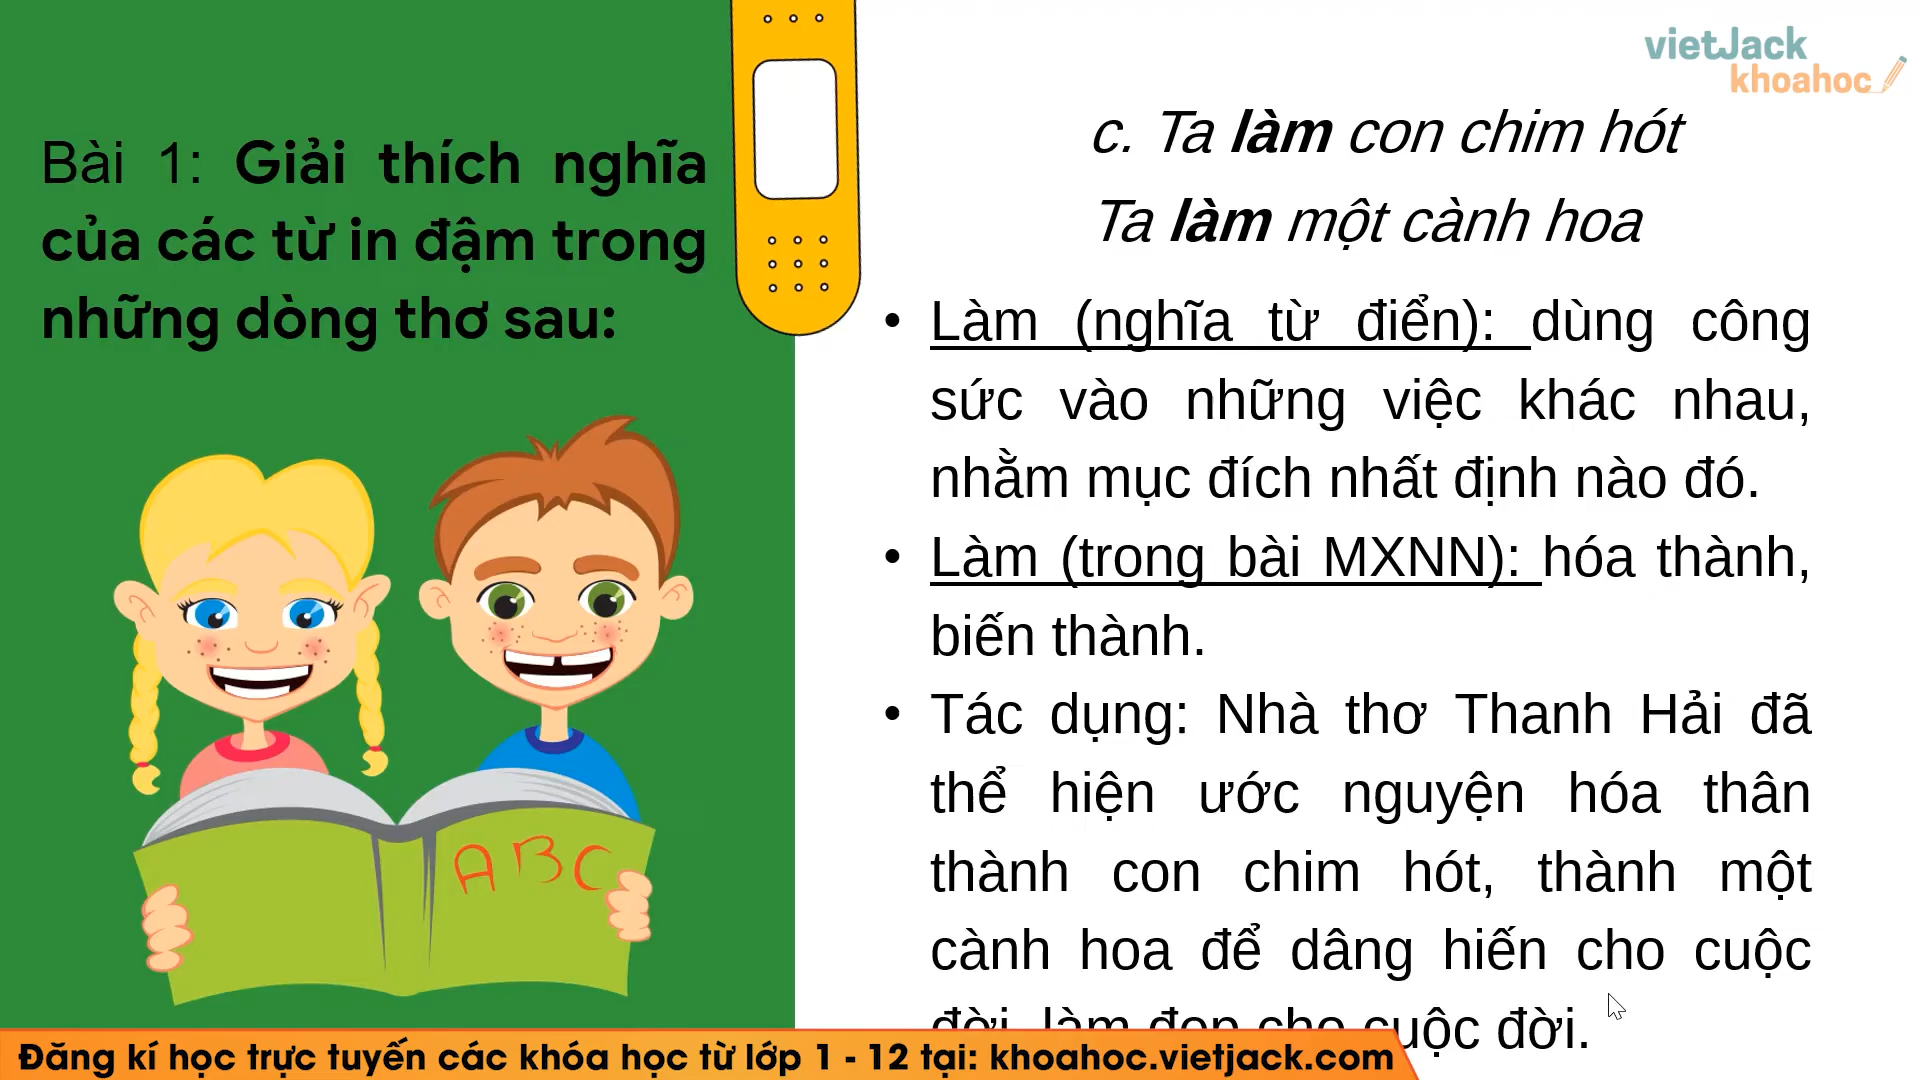 vietJack
khoahoc
Bài 1: Giải thích nghĩa
của các từ in đậm trong
những dòng thơ sau:
c. Ta làm con chim hót
Ta làm một cành hoa
• Làm (nghĩa từ điển): dùng công
sức vào những việc khác nhau,
nhằm mục đích nhất định nào đó.
• Làm (trong bài MXNN): hóa thành,
biến thành.
• Tác dụng: Nhà thơ Thanh Hải đã
thể hiện ước nguyện hóa thân
thành con chim hót, thành một
cành hoa để dâng hiến cho cuộc
đời, làm đẹp cho cuộc đời.
ABC
Đăng kí học trực tuyến các khóa học từ lớp 1 - 12 tại: khoahoc.vietjack.com